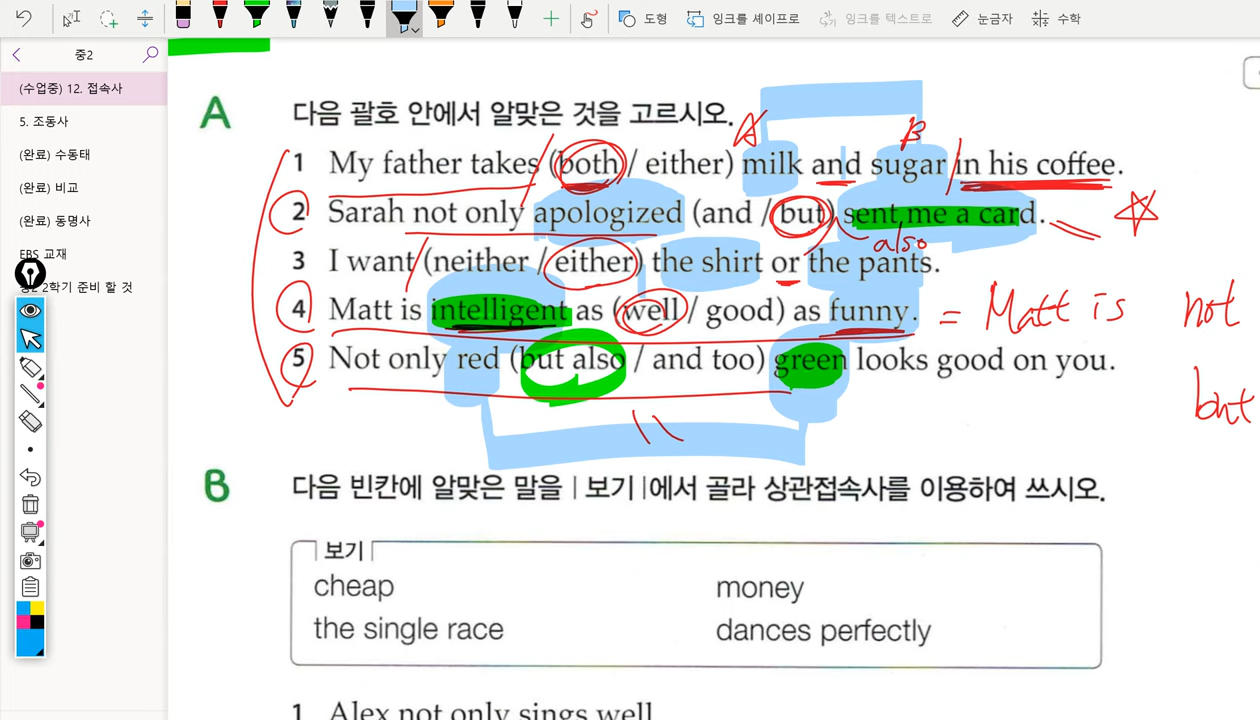 도형
잉크를 셰이프로
잉크를 텍스트로
눈금자
수학
중2
(수업중) 12. 접속사
5. 조동사
(완료) 수동태
(완료) 비교
(완료) 동명사
EBS 교재
2학기 준비 할 것
A 다음 괄호 안에서 알맞은 것을 고르시오.
A B
1 My father takes (both / either) milk and sugar in his coffee.
2 Sarah not only apologized (and / but) sent me a card.
also
3 I want (neither / either) the shirt or the pants.
4 Matt is intelligent as (well / good) as funny. = Matt is not
5 Not only red (but also / and too) green looks good on you.
but
B 다음 빈칸에 알맞은 말을 |보기|에서 골라 상관접속사를 이용하여 쓰시오.
보기
cheap money
the single race dances perfectly
1 Alex not only sings well